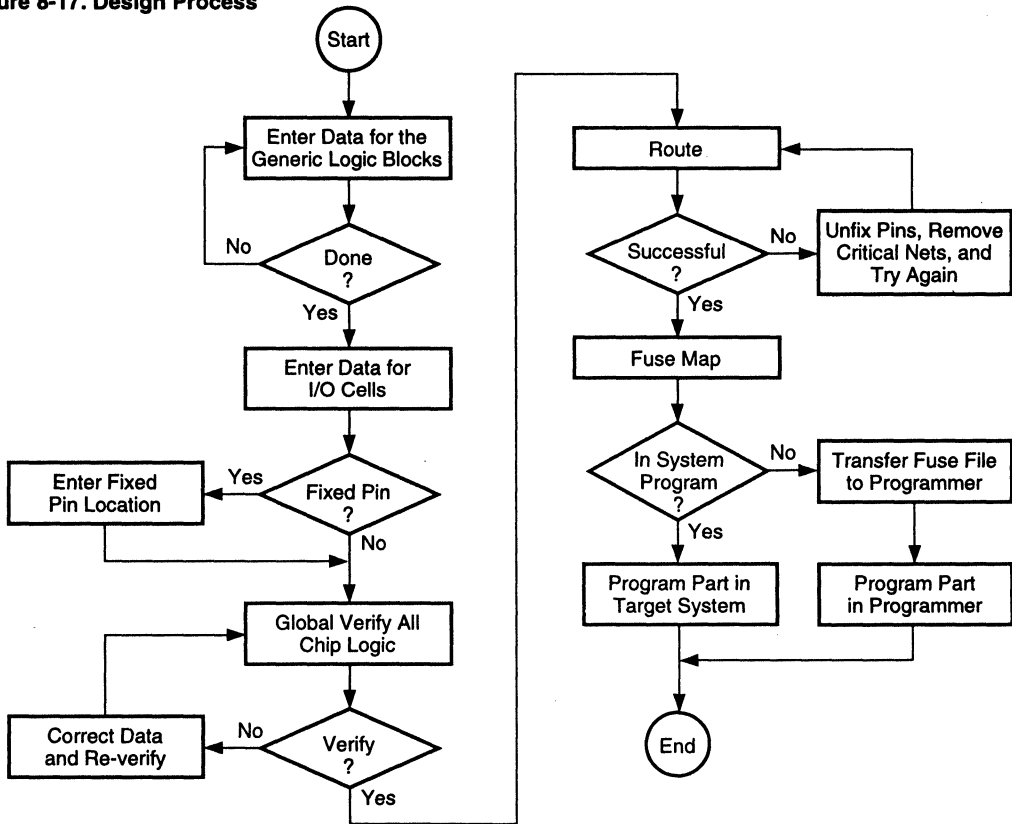 8-17. Design Process
Start
Enter Data for the
Generic Logic Blocks
No
Done
?
Yes
Enter Data for
I/O Cells
Enter Fixed
Pin Location
Yes
Fixed Pin
?
No
Global Verify All
Chip Logic
Correct Data
and Re-verify
No
Verify
?
Yes
Route
Successful
?
No
Unfix Pins, Remove
Critical Nets, and
Try Again
Yes
Fuse Map
In System
Program
?
No
Transfer Fuse File
to Programmer
Yes
Program Part in
Target System
Program Part
in Programmer
End